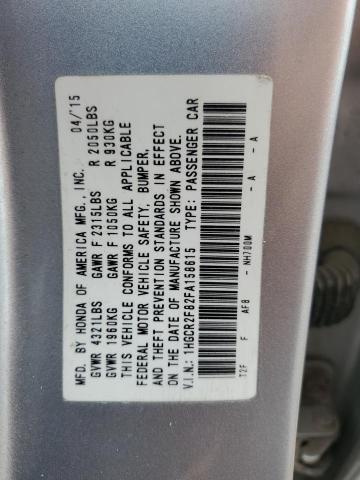 MFD. BY HONDA OF AMERICA MFG., INC. 04/15
GVWR 4321LBS GAWR F 2315LBS R 2050LBS
GVWR 1960KG GAWR F 1050KG R 930KG
THIS VEHICLE CONFORMS TO ALL APPLICABLE
FEDERAL MOTOR VEHICLE SAFETY, BUMPER,
AND THEFT PREVENTION STANDARDS IN EFFECT
ON THE DATE OF MANUFACTURE SHOWN ABOVE.
V.I.N.: 1HGCR2F82FA158615 TYPE: PASSENGER CAR
T2F F AF8 - NH700M - A - A